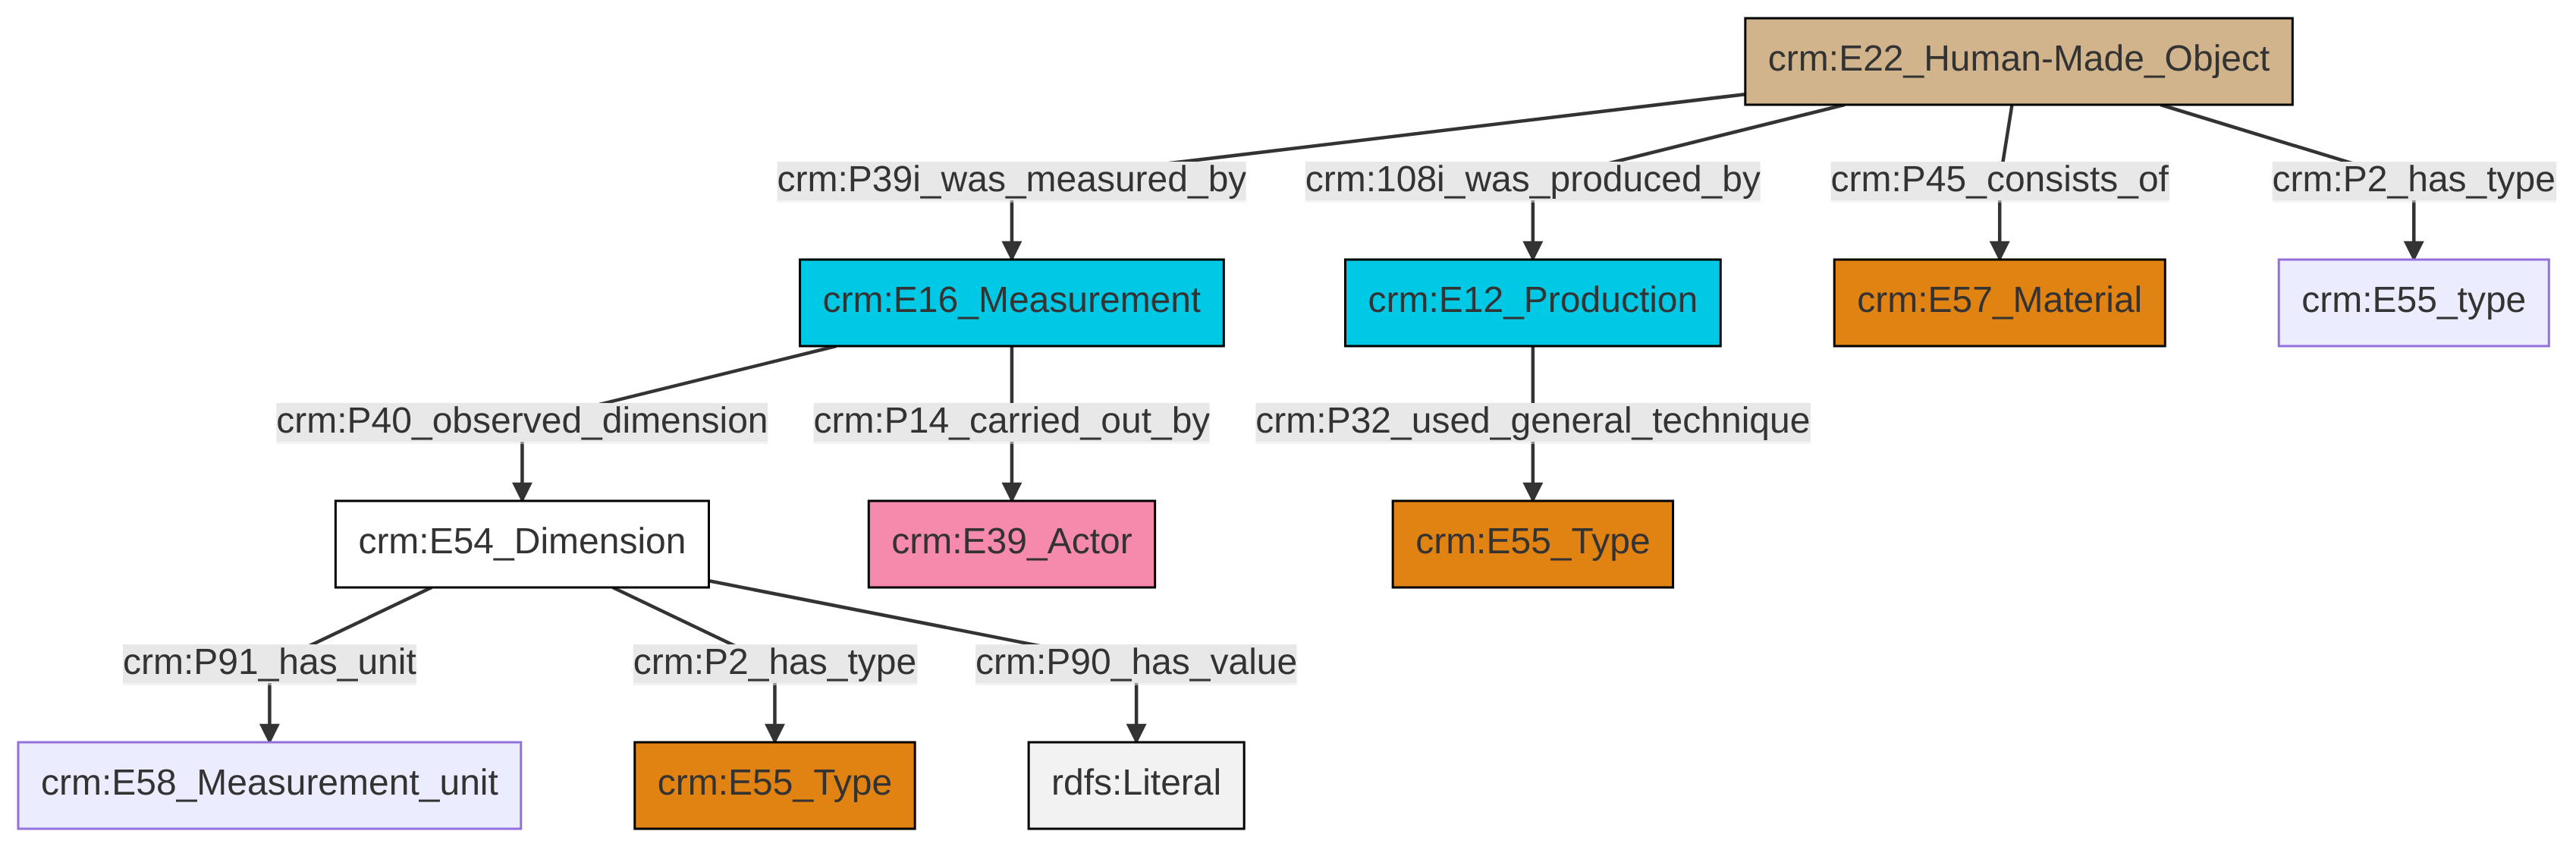 crm:E22_Human-Made_Object
crm:P39i_was_measured_by
crm:108i_was_produced_by
crm:P45_consists_of
crm:P2_has_type
crm:E16_Measurement
crm:E12_Production
crm:E57_Material
crm:E55_type
crm:P40_observed_dimension
crm:P14_carried_out_by
crm:P32_used_general_technique
crm:E54_Dimension
crm:E39_Actor
crm:E55_Type
crm:P91_has_unit
crm:P2_has_type
crm:P90_has_value
crm:E58_Measurement_unit
crm:E55_Type
rdfs:Literal